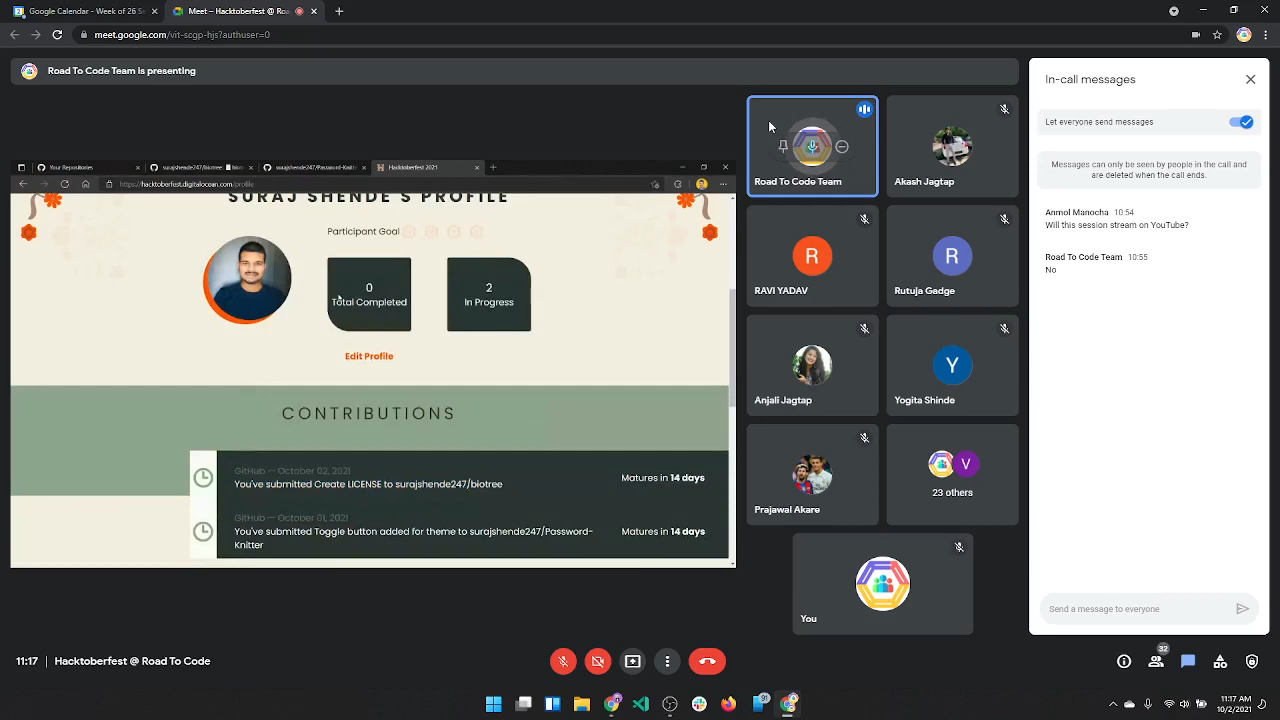 Google Calendar - Week of 26 Se
Meet – Hacktoberfest @ Roa
meet.google.com/vit-scgp-hjs?authuser=0
Road To Code Team is presenting
Your Repositories
surajshende247/biotree:
surajshende247/Password-Knitter
Hacktoberfest 2021
https://hacktoberfest.digitalocean.com/profile
SURAJ SHENDE'S PROFILE
Participant Goal
0
Total Completed
2
In Progress
Edit Profile
CONTRIBUTIONS
GitHub — October 02, 2021
You've submitted Create LICENSE to surajshende247/biotree
Matures in 14 days
GitHub — October 01, 2021
You've submitted Toggle button added for theme to surajshende247/Password-
Knitter
Matures in 14 days
Road To Code Team
Akash Jagtap
R
RAVI YADAV
R
Rutuja Gadge
Anjali Jagtap
Y
Yogita Shinde
Prajawal Akare
V
23 others
You
In-call messages
Let everyone send messages
Messages can only be seen by people in the call and
are deleted when the call ends.
Anmol Manocha 10:54
Will this session stream on YouTube?
Road To Code Team 10:55
No
Send a message to everyone
11:17
Hacktoberfest @ Road To Code
32
91
11:17 AM
10/2/2021